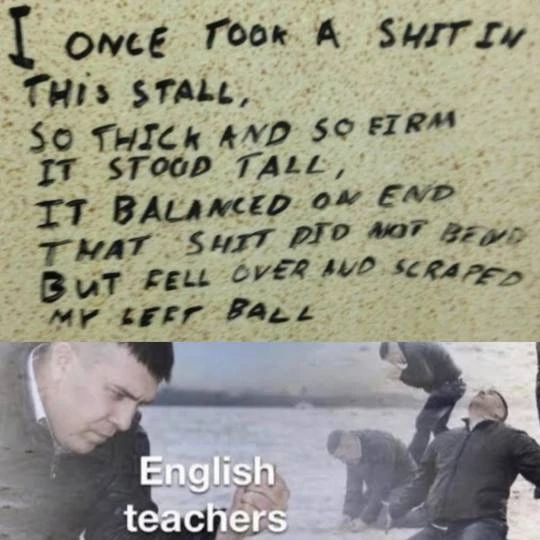 I ONCE TOOK A SHIT IN
THIS STALL,
SO THICK AND SO FIRM
IT STOOD TALL,
IT BALANCED ON END
THAT SHIT DID NOT BEND
BUT FELL OVER AND SCRAPED
MY LEFT BALL
English
teachers